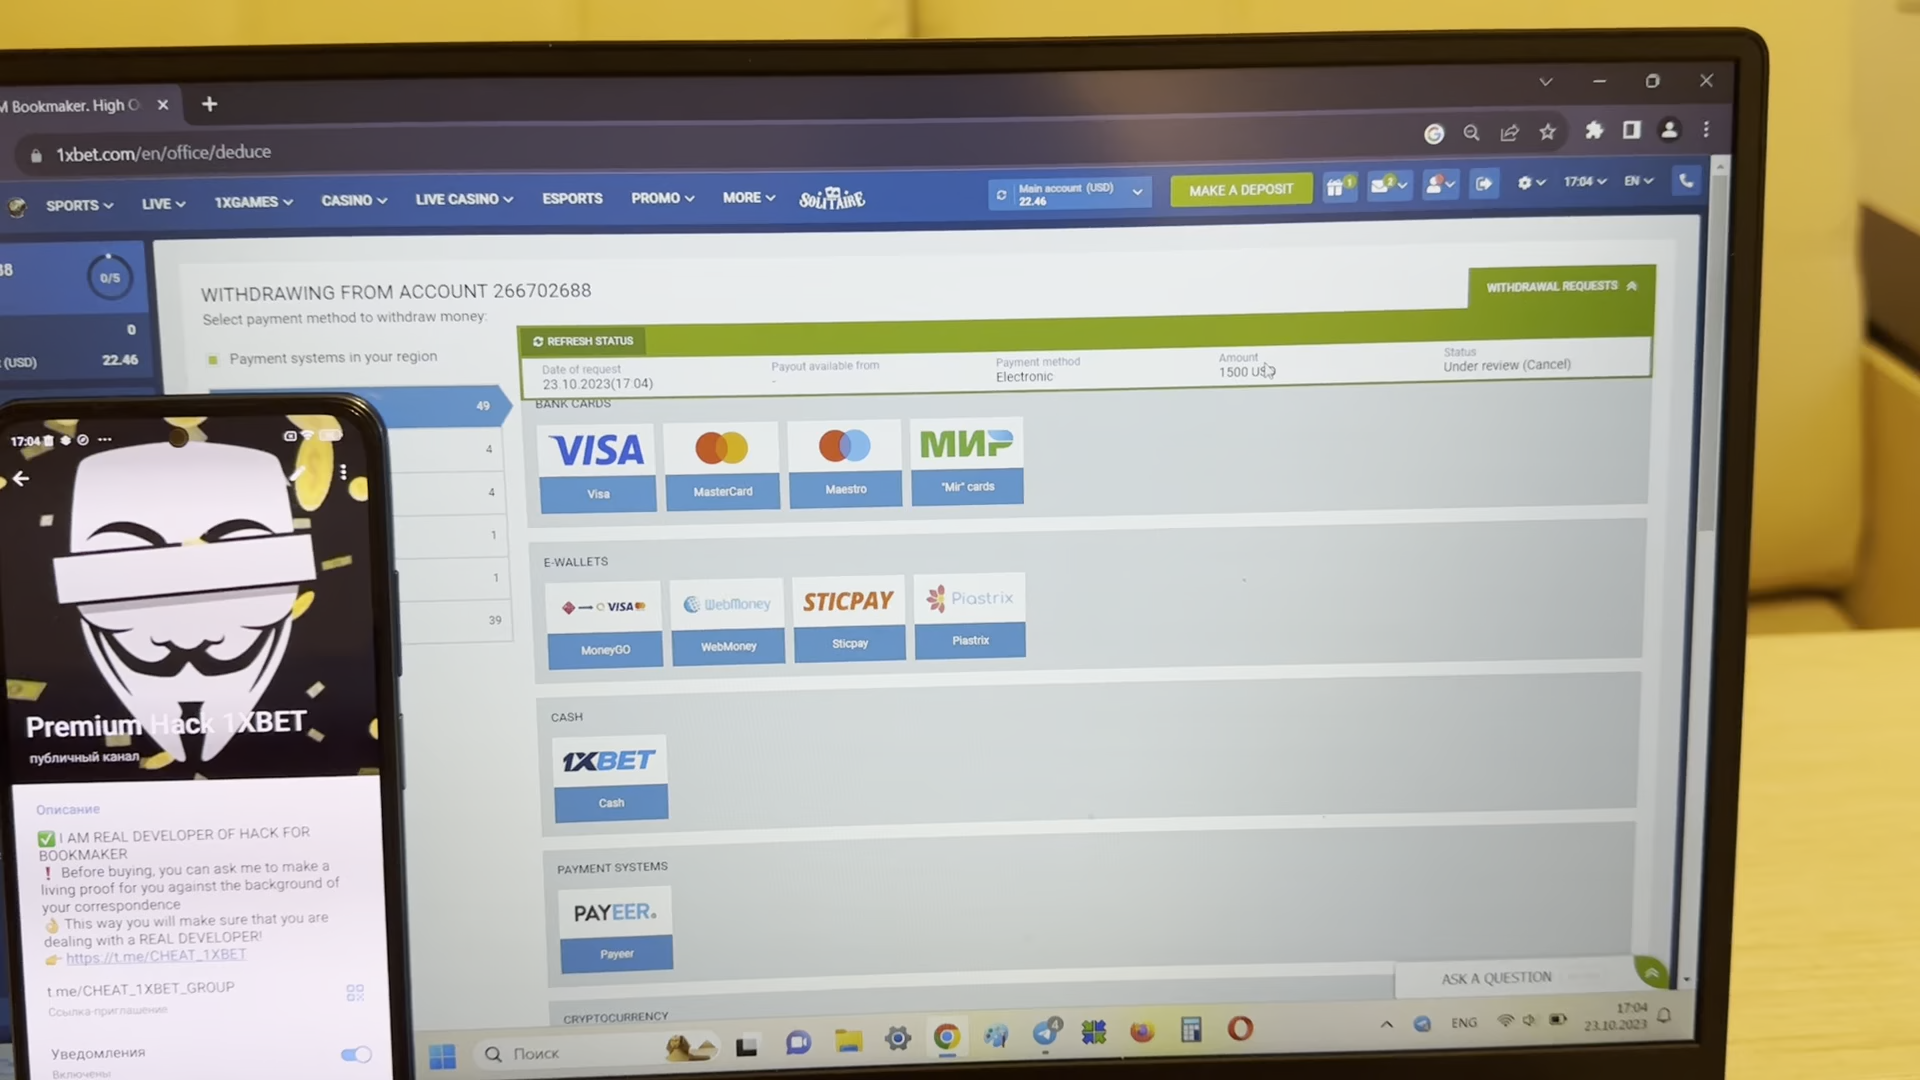 M Bookmaker. High O
1xbet.com/en/office/deduce
SPORTS
LIVE
1XGAMES
CASINO
LIVE CASINO
ESPORTS
PROMO
MORE
SOLITAIRE
Main account (USD)
22.46
MAKE A DEPOSIT
1
2
17:04
EN
0/5
0
(USD)
22.46
WITHDRAWING FROM ACCOUNT 266702688
Select payment method to withdraw money:
WITHDRAWAL REQUESTS
Payment systems in your region
REFRESH STATUS
Date of request
23.10.2023(17:04)
Payout available from
-
Payment method
Electronic
Amount
1500 USD
Status
Under review (Cancel)
49
4
4
1
1
39
BANK CARDS
VISA
МИР
Visa
MasterCard
Maestro
"Mir" cards
E-WALLETS
VISA
WebMoney
STICPAY
Piastrix
MoneyGO
WebMoney
Sticpay
Piastrix
CASH
1XBET
Cash
PAYMENT SYSTEMS
PAYEER.
Payeer
CRYPTOCURRENCY
ASK A QUESTION
Поиск
4
ENG
17:04
23.10.2023
17:04
Premium Hack 1XBET
публичный канал
Описание
✅ I AM REAL DEVELOPER OF HACK FOR
BOOKMAKER
❗ Before buying, you can ask me to make a
living proof for you against the background of
your correspondence
👌 This way you will make sure that you are
dealing with a REAL DEVELOPER!
👉 https://t.me/CHEAT_1XBET
t.me/CHEAT_1XBET_GROUP
Ссылка-приглашение
Уведомления
Включены